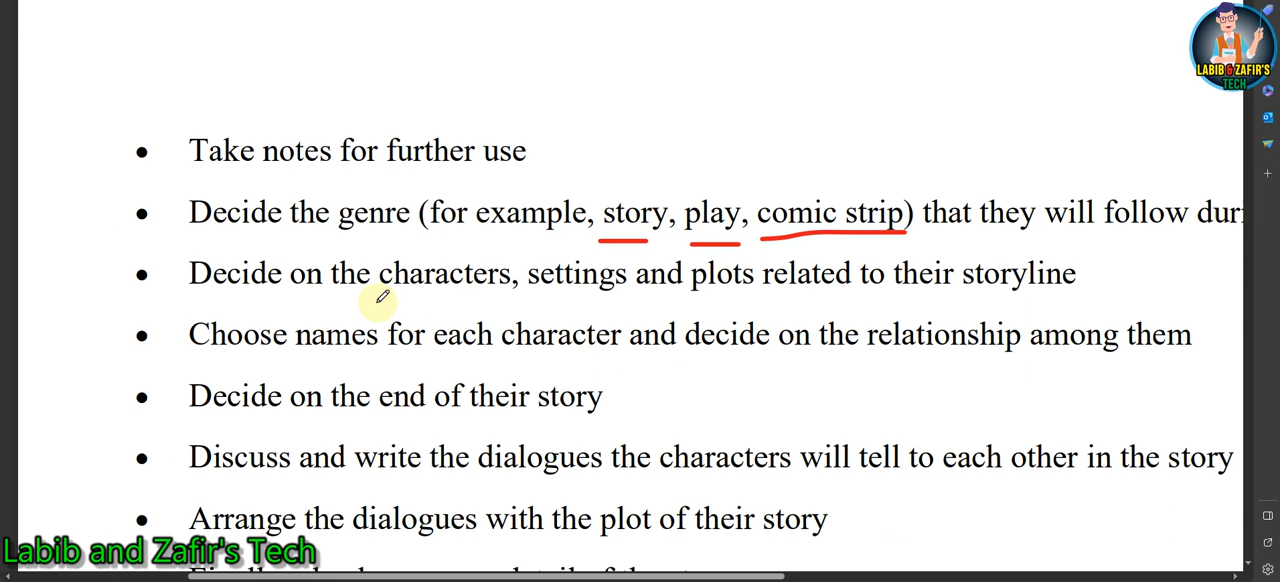 LABIB & ZAFIR'S
TECH
• Take notes for further use
• Decide the genre (for example, story, play, comic strip) that they will follow
• Decide on the characters, settings and plots related to their storyline
• Choose names for each character and decide on the relationship among them
• Decide on the end of their story
• Discuss and write the dialogues the characters will tell to each other in the story
• Arrange the dialogues with the plot of their story
Labib and Zafir's Tech